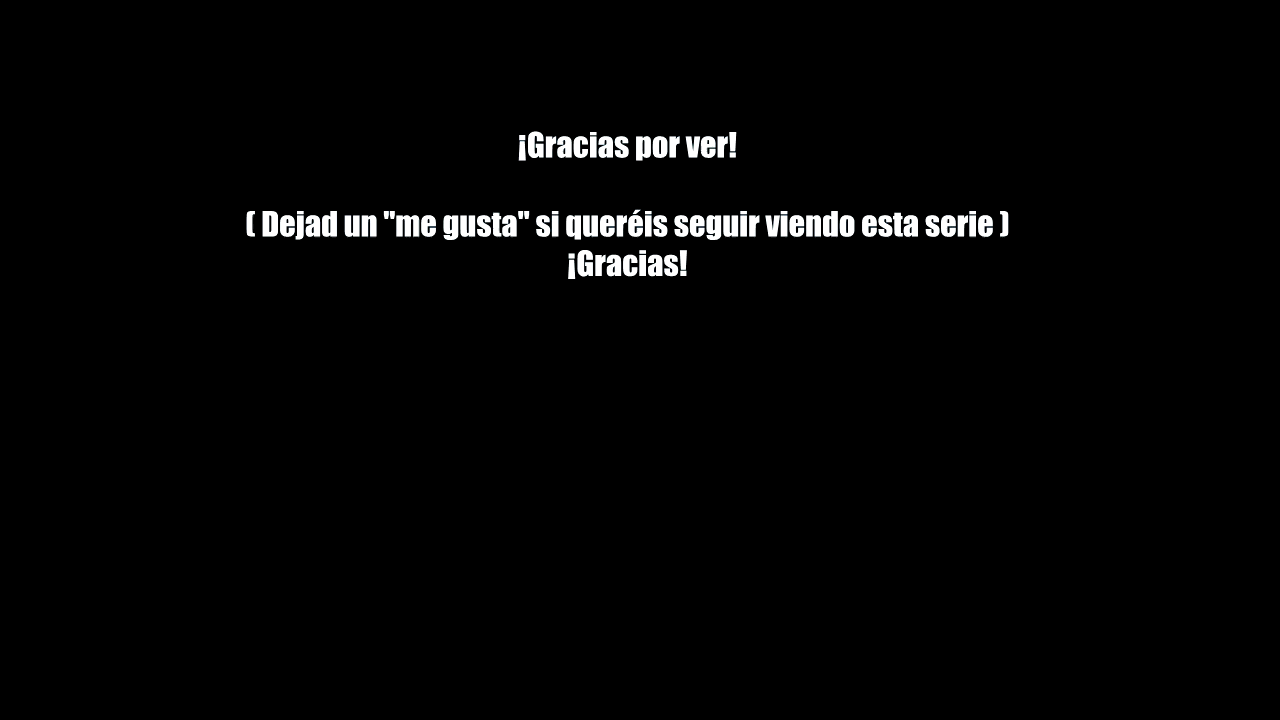 ¡Gracias por ver!
( Dejad un "me gusta" si queréis seguir viendo esta serie )
¡Gracias!